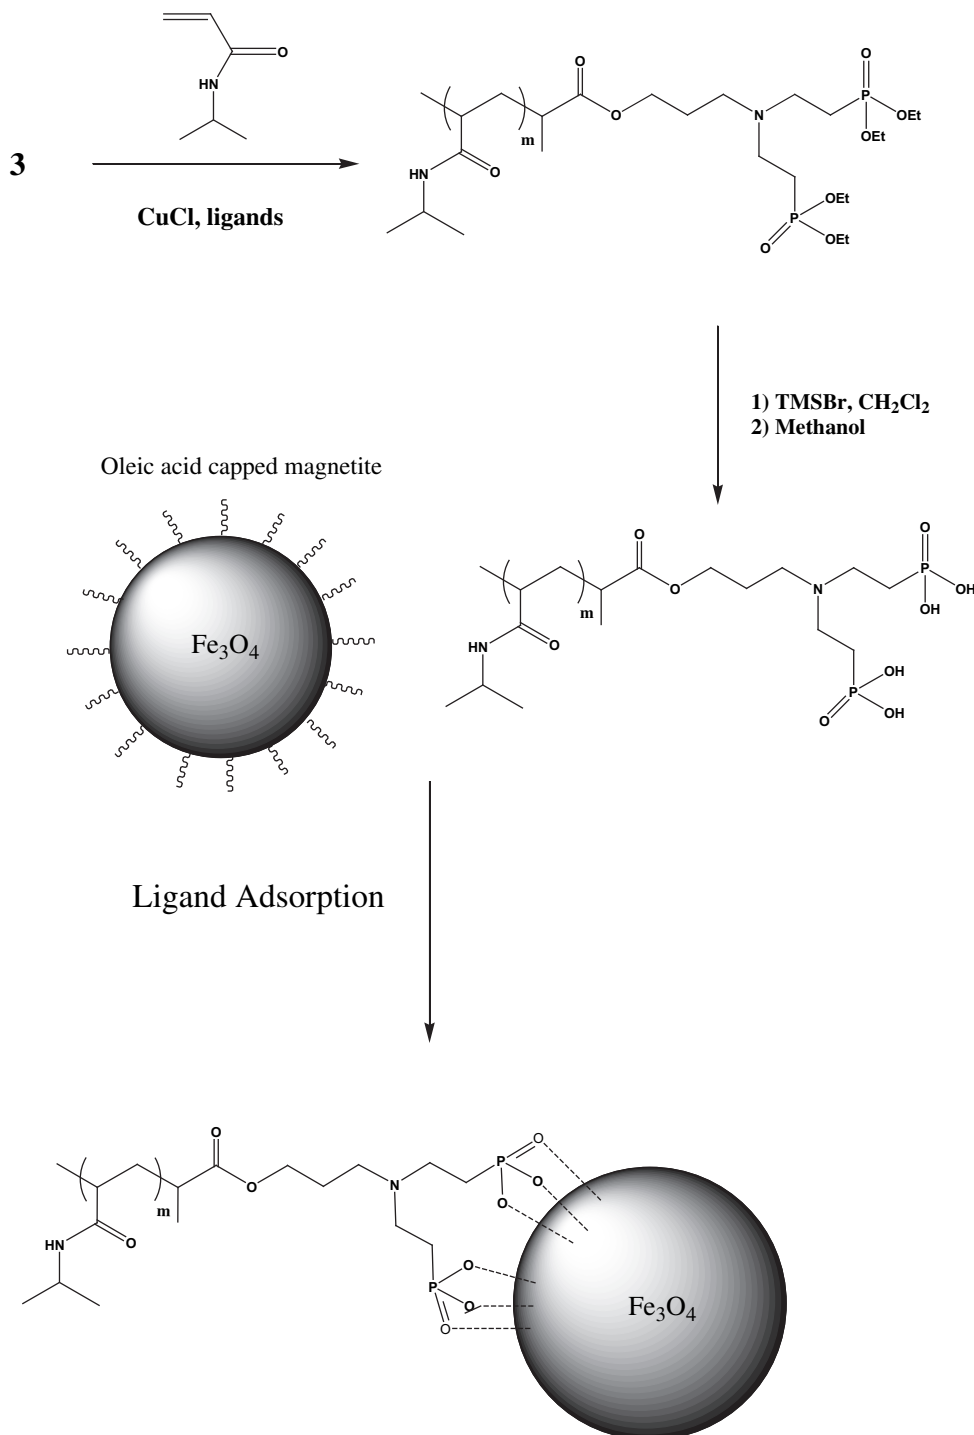 O
HN
3
CuCl, ligands
O
O
m
HN
O
N
O
P
OEt
OEt
P
O
OEt
OEt
1) TMSBr, CH₂Cl₂
2) Methanol
Oleic acid capped magnetite
Fe₃O₄
O
O
m
HN
O
N
O
P
OH
OH
P
O
OH
OH
Ligand Adsorption
O
O
m
HN
O
N
O
P
O
O
P
O
O
O
Fe₃O₄